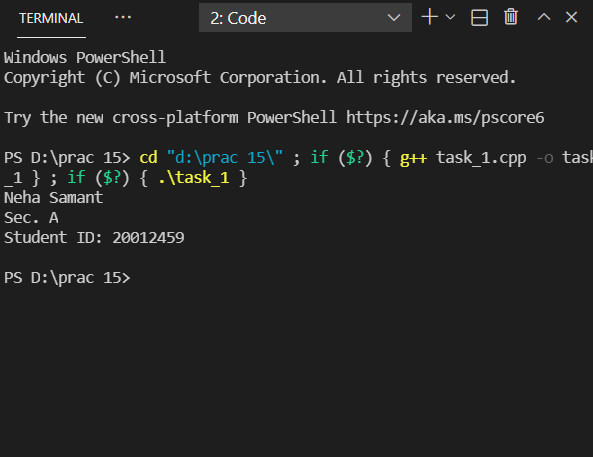 TERMINAL ... 2: Code
Windows PowerShell
Copyright (C) Microsoft Corporation. All rights reserved.
Try the new cross-platform PowerShell https://aka.ms/pscore6
PS D:\prac 15> cd "d:\prac 15\" ; if ($?) { g++ task_1.cpp -o task
_1 } ; if ($?) { .\task_1 }
Neha Samant
Sec. A
Student ID: 20012459
PS D:\prac 15>